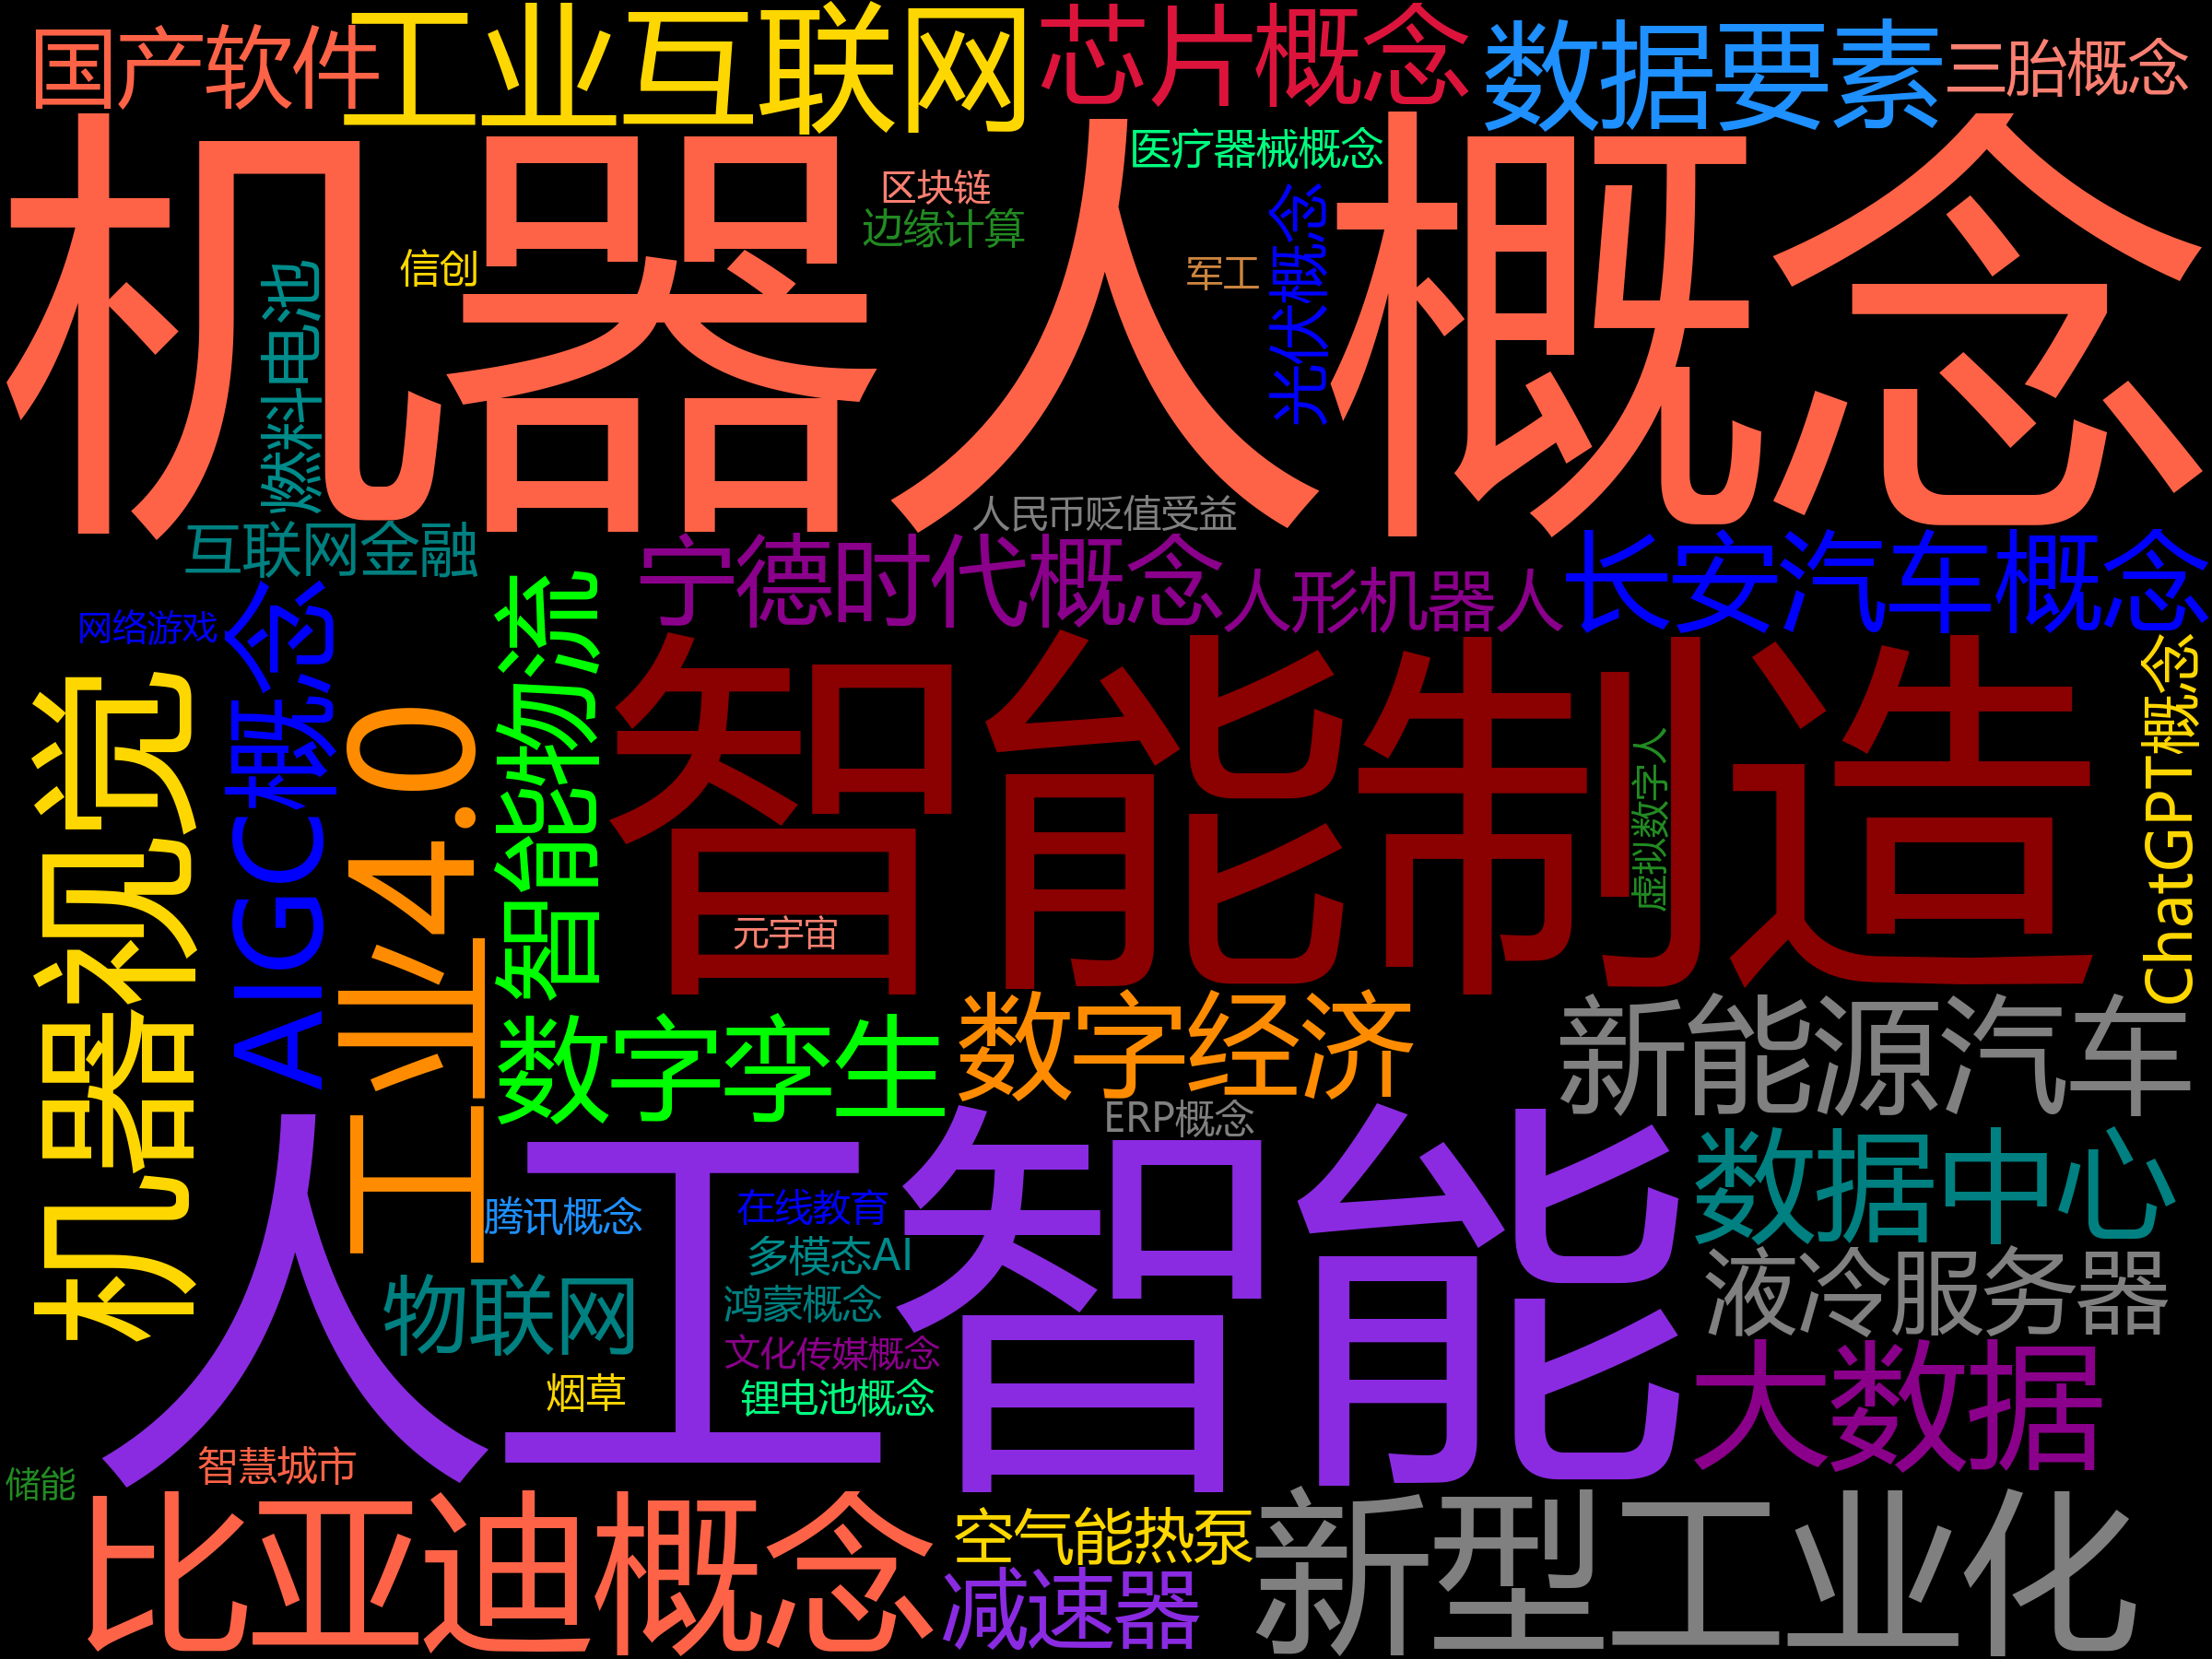 国产软件
工业互联网
芯片概念
数据要素
三胎概念
机器人概念
医疗器械概念
区块链
边缘计算
信创
军工
光伏概念
燃料电池
人民币贬值受益
互联网金融
宁德时代概念
人形机器人
长安汽车概念
网络游戏
机器视觉
AIGC概念
工业4.0
智能物流
智能制造
虚拟数字人
ChatGPT概念
元宇宙
数字孪生
数字经济
新能源汽车
ERP概念
人工智能
数据中心
腾讯概念
在线教育
多模态AI
液冷服务器
物联网
鸿蒙概念
文化传媒概念
大数据
烟草
锂电池概念
智慧城市
储能
比亚迪概念
空气能热泵
减速器
新型工业化